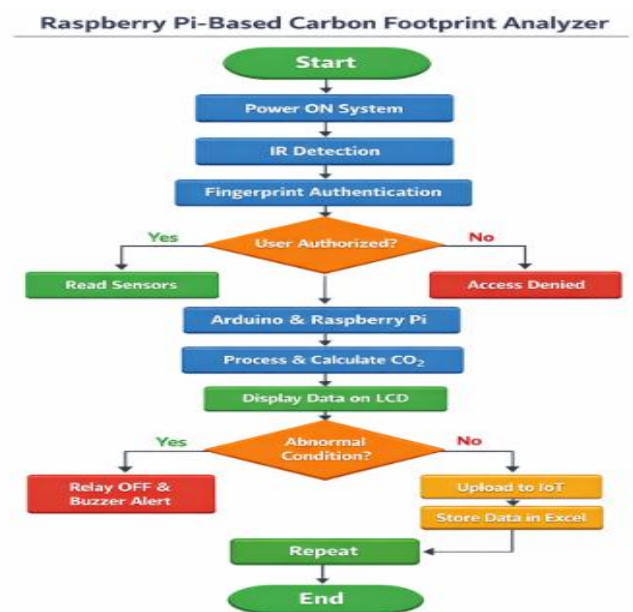 Raspberry Pi-Based Carbon Footprint Analyzer
Start
Power ON System
IR Detection
Fingerprint Authentication
User Authorized?
Yes
No
Read Sensors
Access Denied
Arduino & Raspberry Pi
Process & Calculate CO₂
Display Data on LCD
Abnormal
Condition?
Yes
No
Relay OFF &
Buzzer Alert
Upload to IoT
Store Data in Excel
Repeat
End